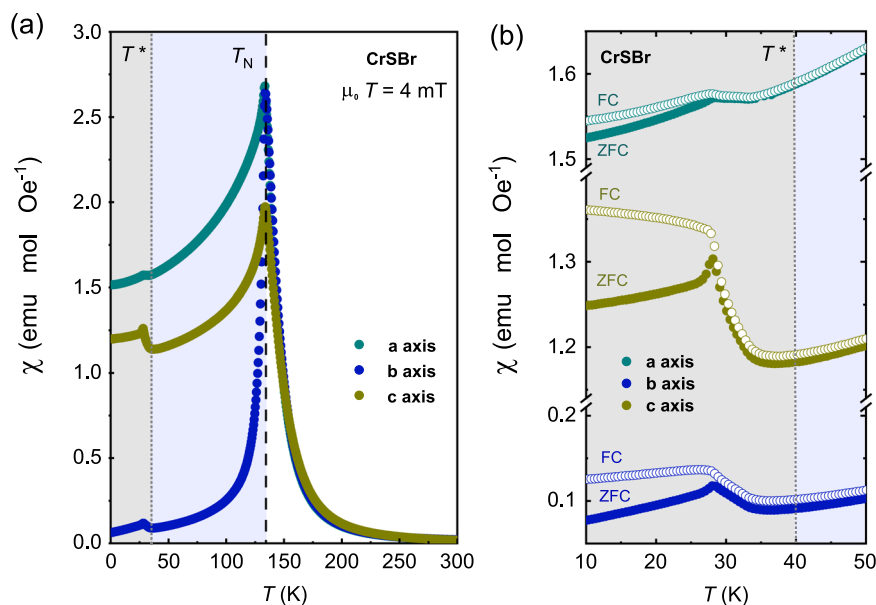 (a)
T*
T_N
CrSBr
μ₀ T = 4 mT
a axis
b axis
c axis
χ (emu mol Oe⁻¹)
3.0
2.5
2.0
1.5
1.0
0.5
0.0
0 50 100 150 200 250 300
T (K)
(b)
CrSBr
T*
FC
ZFC
FC
ZFC
a axis
b axis
c axis
FC
ZFC
χ (emu mol Oe⁻¹)
1.6
1.5
1.3
1.2
0.2
0.1
10 20 30 40 50
T (K)